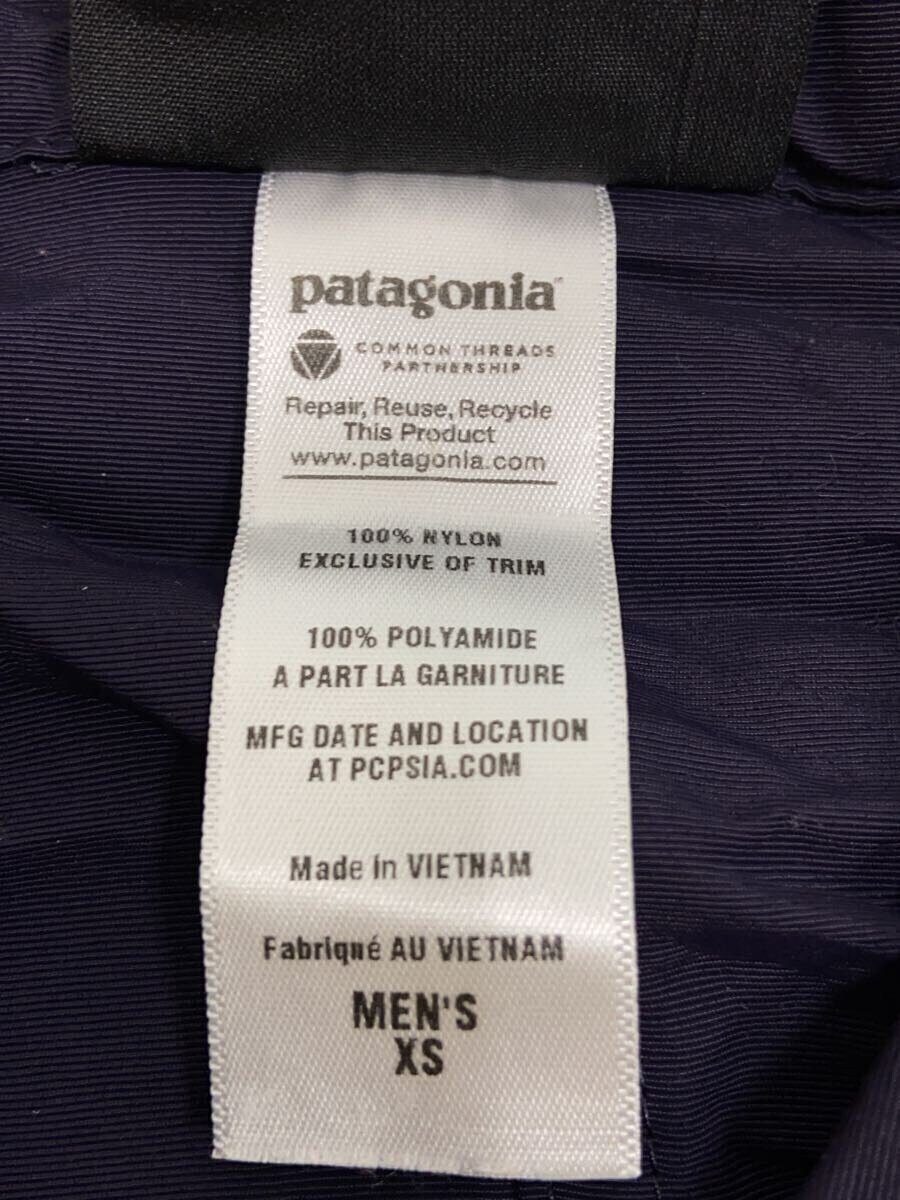 patagonia™
COMMON THREADS
PARTNERSHIP
Repair, Reuse, Recycle
This Product
www.patagonia.com
100% NYLON
EXCLUSIVE OF TRIM
100% POLYAMIDE
A PART LA GARNITURE
MFG DATE AND LOCATION
AT PCPSIA.COM
Made in VIETNAM
Fabriqué AU VIETNAM
MEN'S
XS